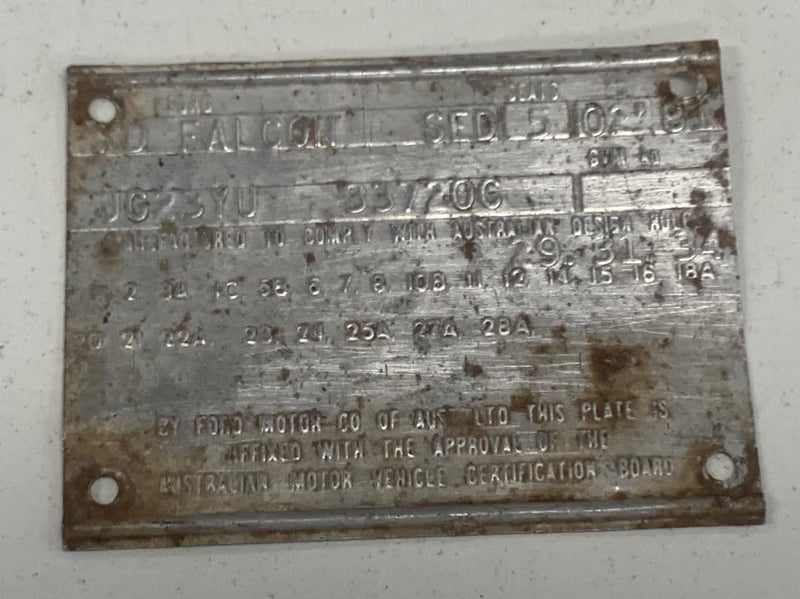 SEATS
FALCON SED 5 02 81
JG23YU 33720C
MANUFACTURED TO COMPLY WITH AUSTRALIAN DESIGN RULES
29. 31. 34
2, 3A, 4C, 5B, 6, 7, 8, 10B, 11, 12, 14, 15, 16, 18A
20, 21, 22A, 23, 24, 25A, 27A, 28A
BY FORD MOTOR CO OF AUST LTD THIS PLATE IS
AFFIXED WITH THE APPROVAL OF THE
AUSTRALIAN MOTOR VEHICLE CERTIFICATION BOARD